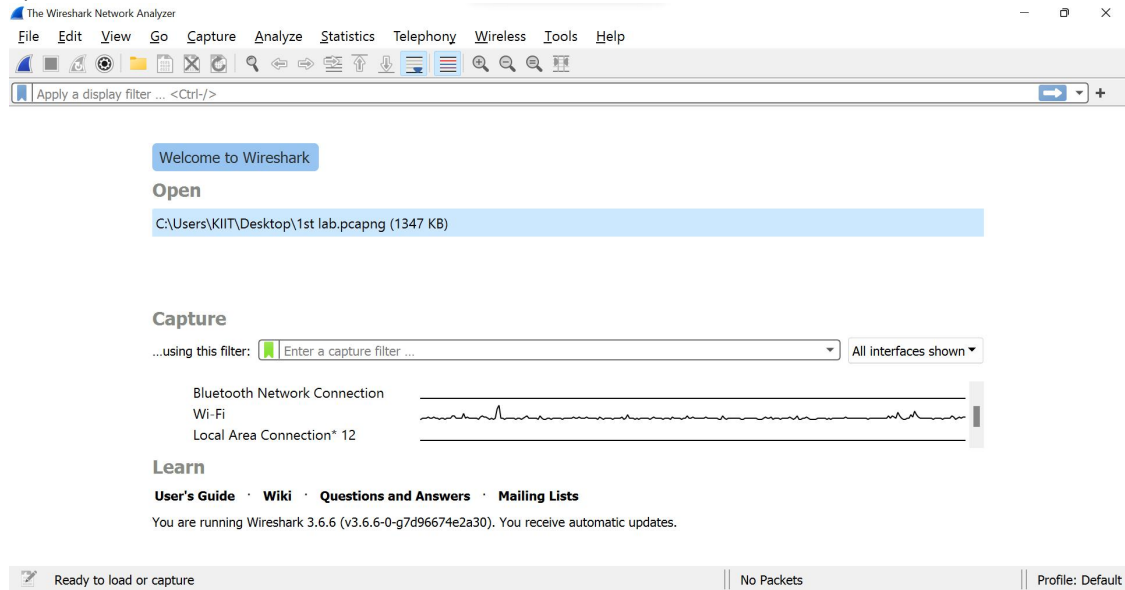 The Wireshark Network Analyzer
File Edit View Go Capture Analyze Statistics Telephony Wireless Tools Help
Apply a display filter ... <Ctrl-/>
Welcome to Wireshark
Open
C:\Users\KIIT\Desktop\1st lab.pcapng (1347 KB)
Capture
...using this filter: Enter a capture filter ... All interfaces shown
Bluetooth Network Connection
Wi-Fi
Local Area Connection* 12
Learn
User's Guide · Wiki · Questions and Answers · Mailing Lists
You are running Wireshark 3.6.6 (v3.6.6-0-g7d96674e2a30). You receive automatic updates.
Ready to load or capture No Packets Profile: Default